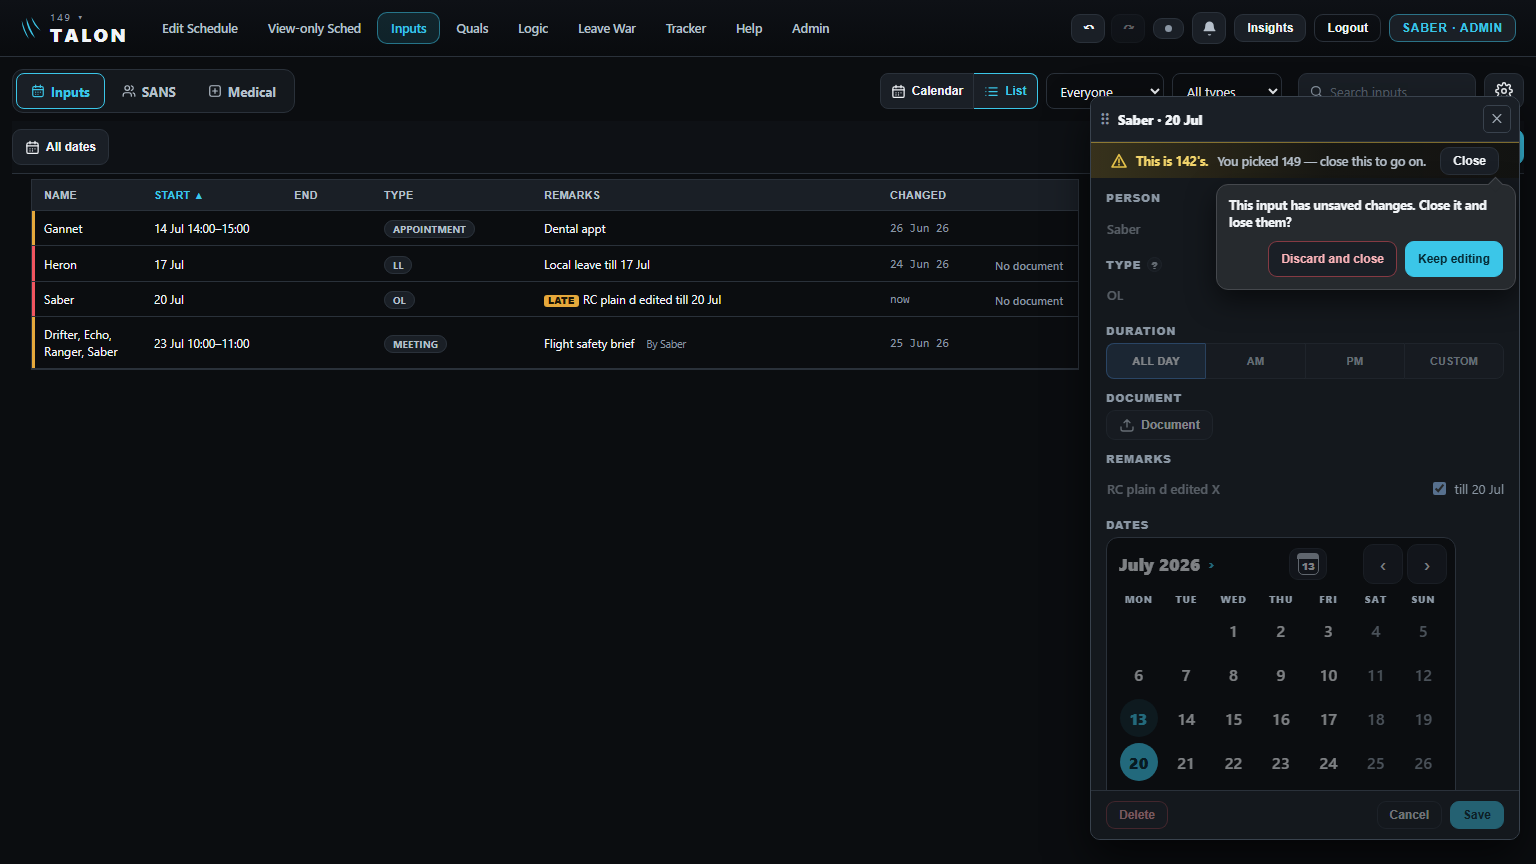 149 ▾
TALON
Edit Schedule
View-only Sched
Inputs
Quals
Logic
Leave War
Tracker
Help
Admin
Insights
Logout
SABER · ADMIN
Inputs
SANS
Medical
Calendar
List
Everyone
All types
Search inputs
All dates
NAME START ▲ END TYPE REMARKS CHANGED
Gannet 14 Jul 14:00–15:00 APPOINTMENT Dental appt 26 Jun 26
Heron 17 Jul LL Local leave till 17 Jul 24 Jun 26 No document
Saber 20 Jul OL LATE RC plain d edited till 20 Jul now No document
Drifter, Echo,
Ranger, Saber 23 Jul 10:00–11:00 MEETING Flight safety brief By Saber 25 Jun 26
Saber · 20 Jul
This is 142's. You picked 149 — close this to go on. Close
This input has unsaved changes. Close it and
lose them?
Discard and close
Keep editing
PERSON
Saber
TYPE ?
OL
DURATION
ALL DAY AM PM CUSTOM
DOCUMENT
Document
REMARKS
RC plain d edited X till 20 Jul
DATES
July 2026 › 13 ‹ ›
MON TUE WED THU FRI SAT SUN
1 2 3 4 5
6 7 8 9 10 11 12
13 14 15 16 17 18 19
20 21 22 23 24 25 26
Delete Cancel Save